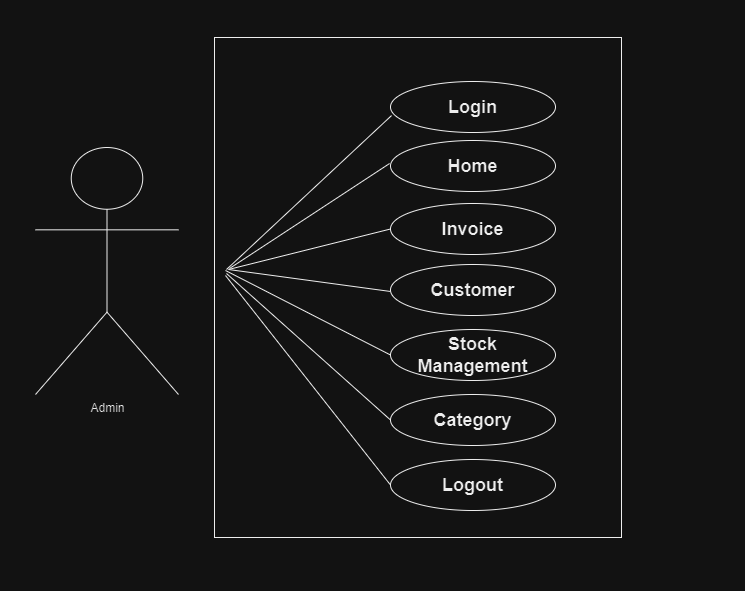 Login
Home
Invoice
Customer
Stock
Management
Category
Logout
Admin